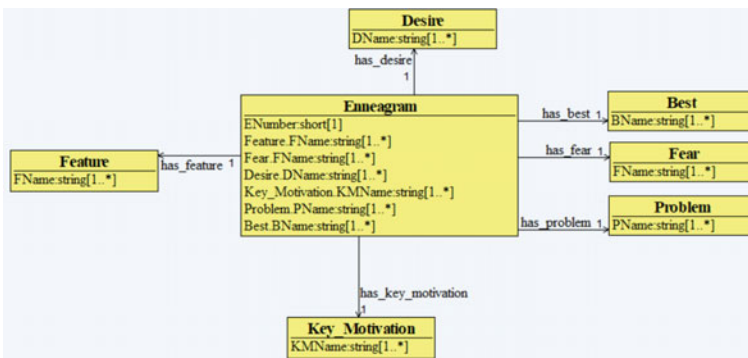 Desire
DName:string[1..*]
has_desire
1
Enneagram
ENumber:short[1]
Feature.FName:string[1..*]
Fear.FName:string[1..*]
Desire.DName:string[1..*]
Key_Motivation.KMName:string[1..*]
Problem.PName:string[1..*]
Best.BName:string[1..*]
has_best 1
Best
BName:string[1..*]
has_fear 1
Fear
FName:string[1..*]
has_problem 1
Problem
PName:string[1..*]
Feature
FName:string[1..*]
has_feature 1
has_key_motivation
1
Key_Motivation
KMName:string[1..*]